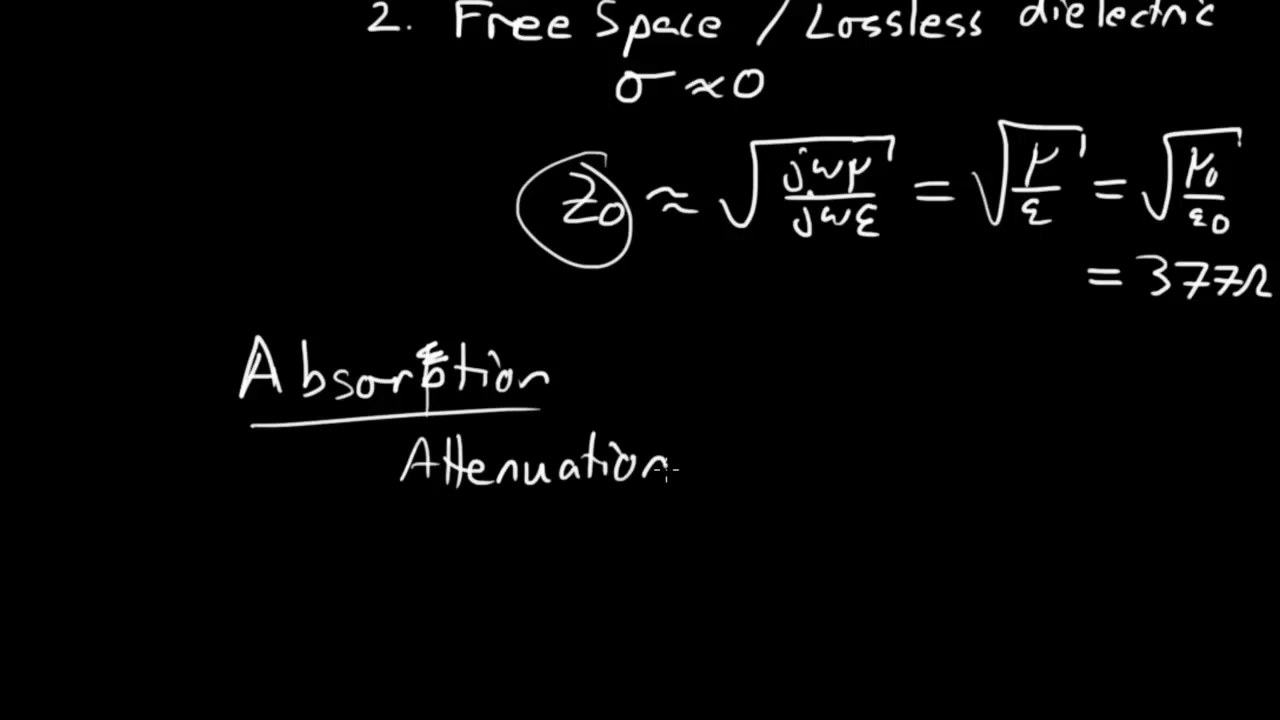 2. Free Space / Lossless dielectric
σ ≈ 0
Z₀ ≈ √(jωμ/jωε) = √(μ/ε) = √(μ₀/ε₀)
= 377Ω
Absorption
Attenuation